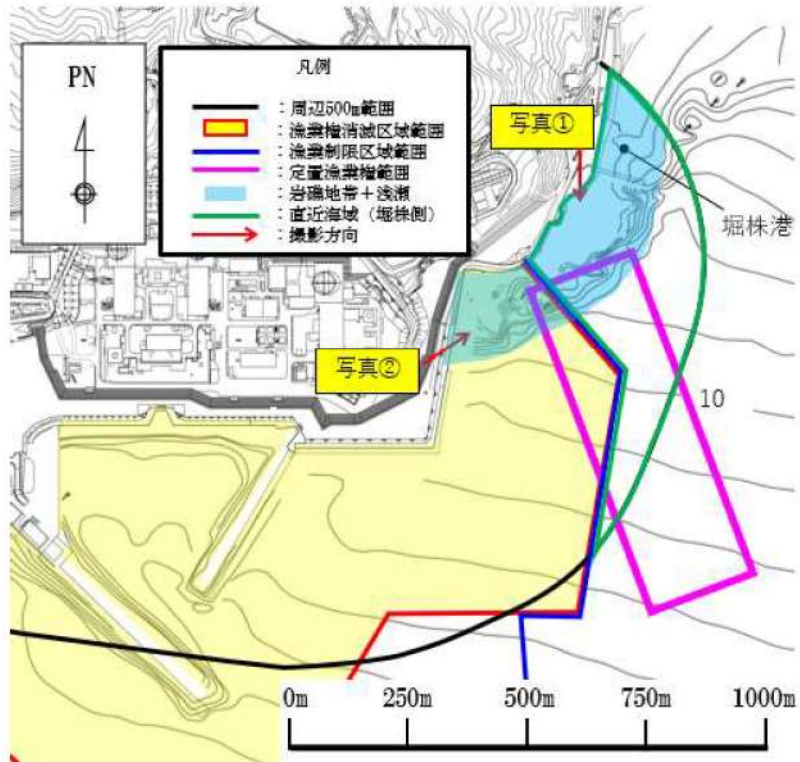 PN
凡例
：周辺500m範囲
：漁業権消滅区域範囲
：漁業制限区域範囲
：定置漁業権範囲
：岩礁地帯＋浅瀬
：直近海域（堀株側）
：撮影方向
写真①
堀株港
写真②
10
0m 250m 500m 750m 1000m